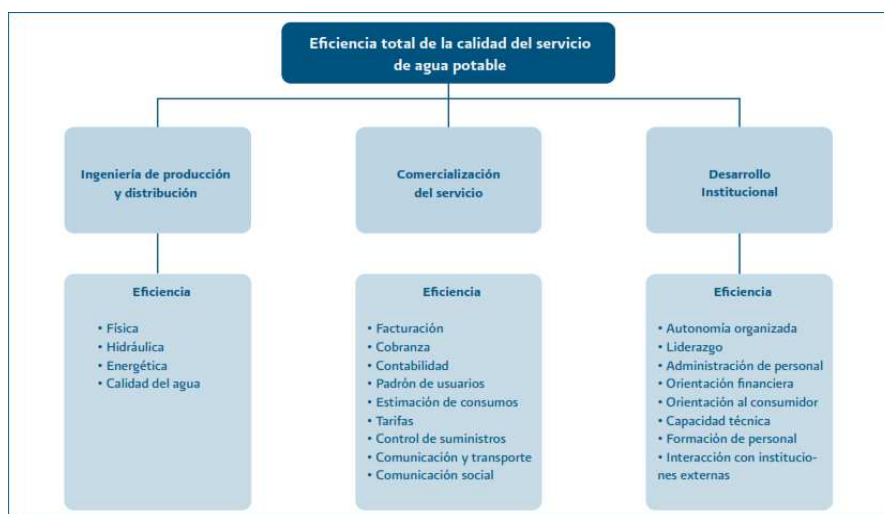 Eficiencia total de la calidad del servicio
de agua potable
Ingeniería de producción
y distribución
Comercialización
del servicio
Desarrollo
Institucional
Eficiencia
• Física
• Hidráulica
• Energética
• Calidad del agua
Eficiencia
• Facturación
• Cobranza
• Contabilidad
• Padrón de usuarios
• Estimación de consumos
• Tarifas
• Control de suministros
• Comunicación y transporte
• Comunicación social
Eficiencia
• Autonomía organizada
• Liderazgo
• Administración de personal
• Orientación financiera
• Orientación al consumidor
• Capacidad técnica
• Formación de personal
• Interacción con institucio-
nes externas